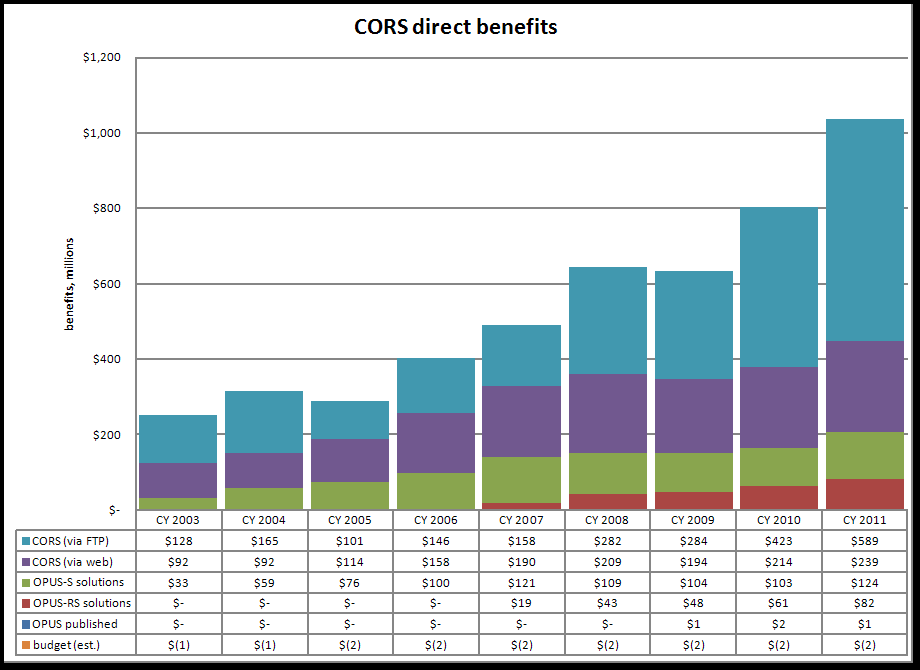 CORS direct benefits
$1,200
$1,000
$800
$600
$400
$200
$-
benefits, millions
CY 2003 CY 2004 CY 2005 CY 2006 CY 2007 CY 2008 CY 2009 CY 2010 CY 2011
CORS (via FTP) $128 $165 $101 $146 $158 $282 $284 $423 $589
CORS (via web) $92 $92 $114 $158 $190 $209 $194 $214 $239
OPUS-S solutions $33 $59 $76 $100 $121 $109 $104 $103 $124
OPUS-RS solutions $- $- $- $- $19 $43 $48 $61 $82
OPUS published $- $- $- $- $- $- $1 $2 $1
budget (est.) $(1) $(1) $(2) $(2) $(2) $(2) $(2) $(2) $(2)